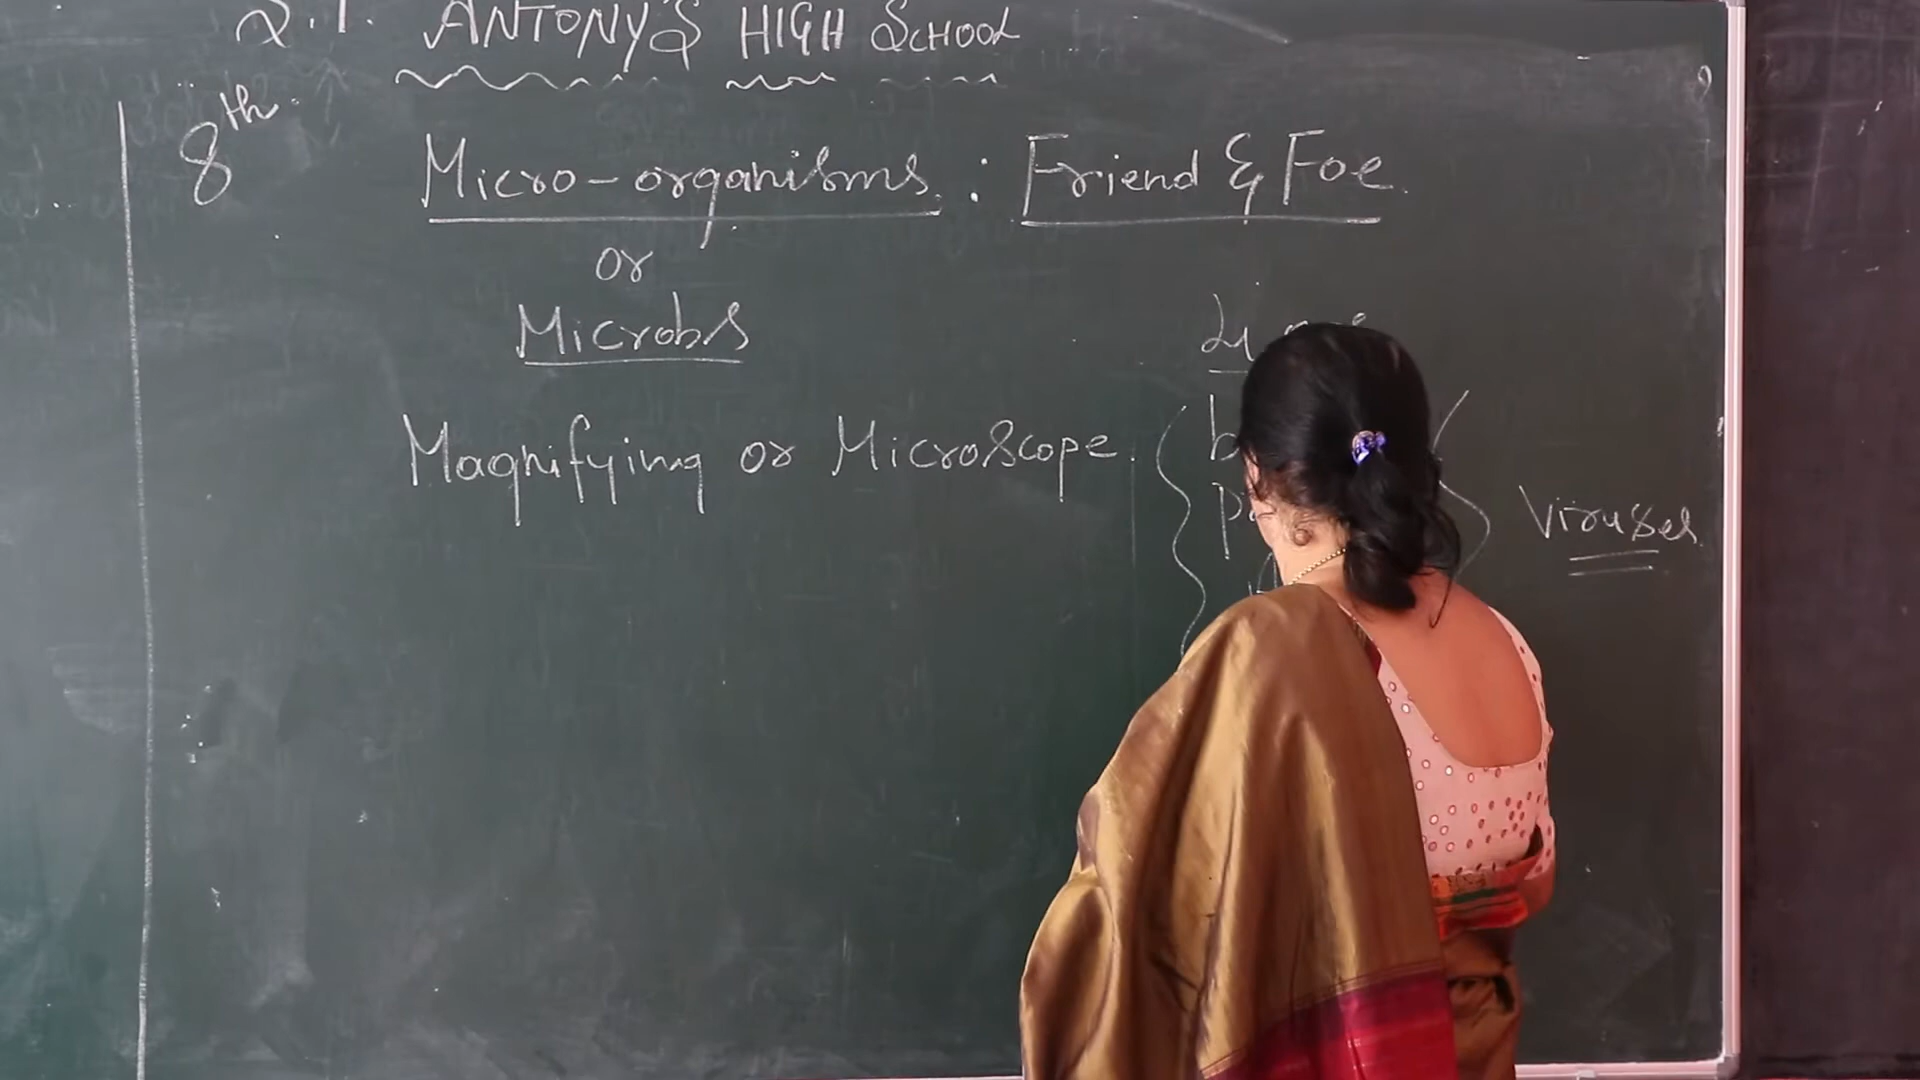 ANTONY'S HIGH SCHOOL
8th Micro-organisms : Friend & Foe.
or
Microbs
Magnifying or Microscope.
Viruses